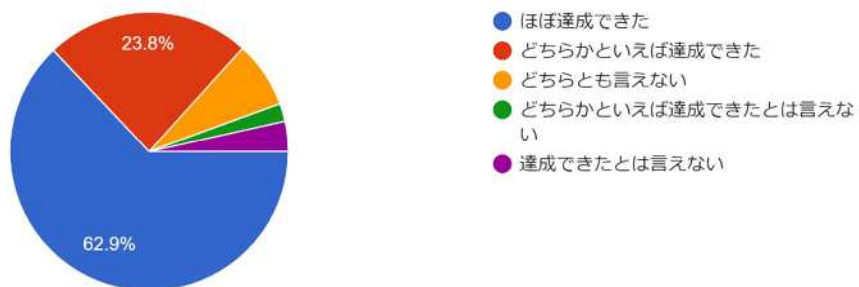 23.8%
62.9%
ほぼ達成できた
どちらかといえば達成できた
どちらとも言えない
どちらかといえば達成できたとは言えな
い
達成できたとは言えない